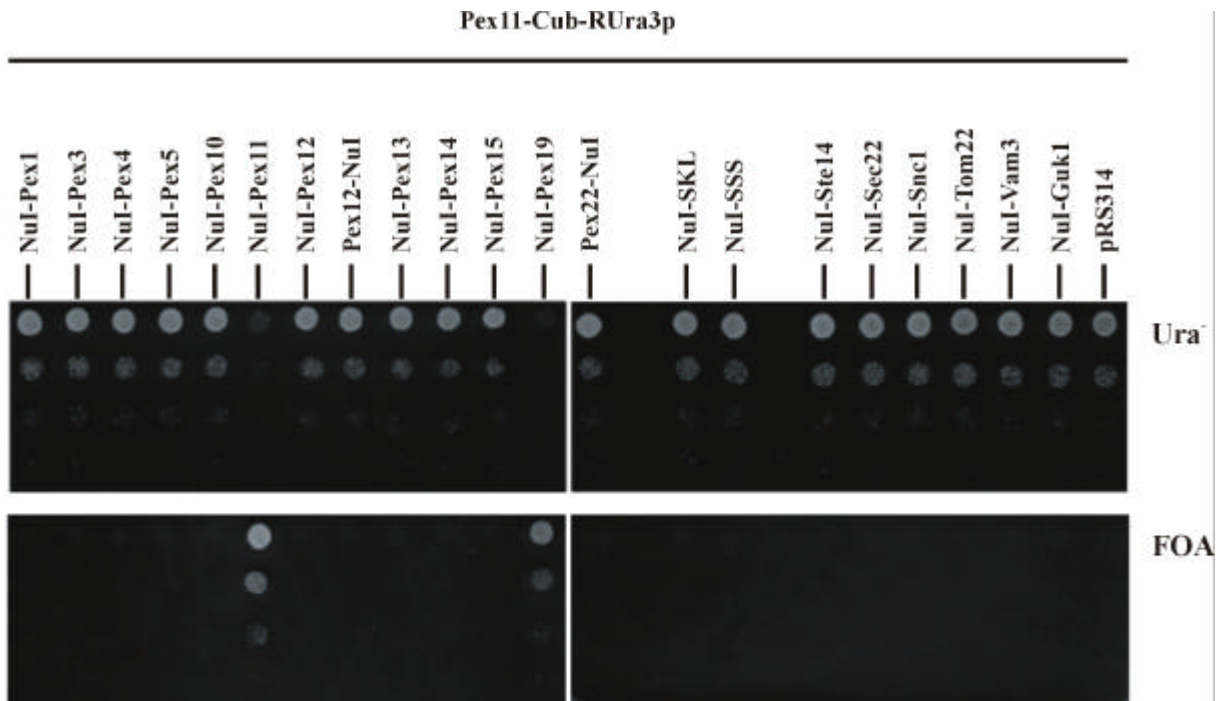 Pex11-Cub-RUra3p
NuI-Pex1
NuI-Pex3
NuI-Pex4
NuI-Pex5
NuI-Pex10
NuI-Pex11
NuI-Pex12
Pex12-NuI
NuI-Pex13
NuI-Pex14
NuI-Pex15
NuI-Pex19
Pex22-NuI
NuI-SKL
NuI-SSS
NuI-Ste14
NuI-Sec22
NuI-Snc1
NuI-Tom22
NuI-Vam3
NuI-Guk1
pRS314
Ura⁻
FOA